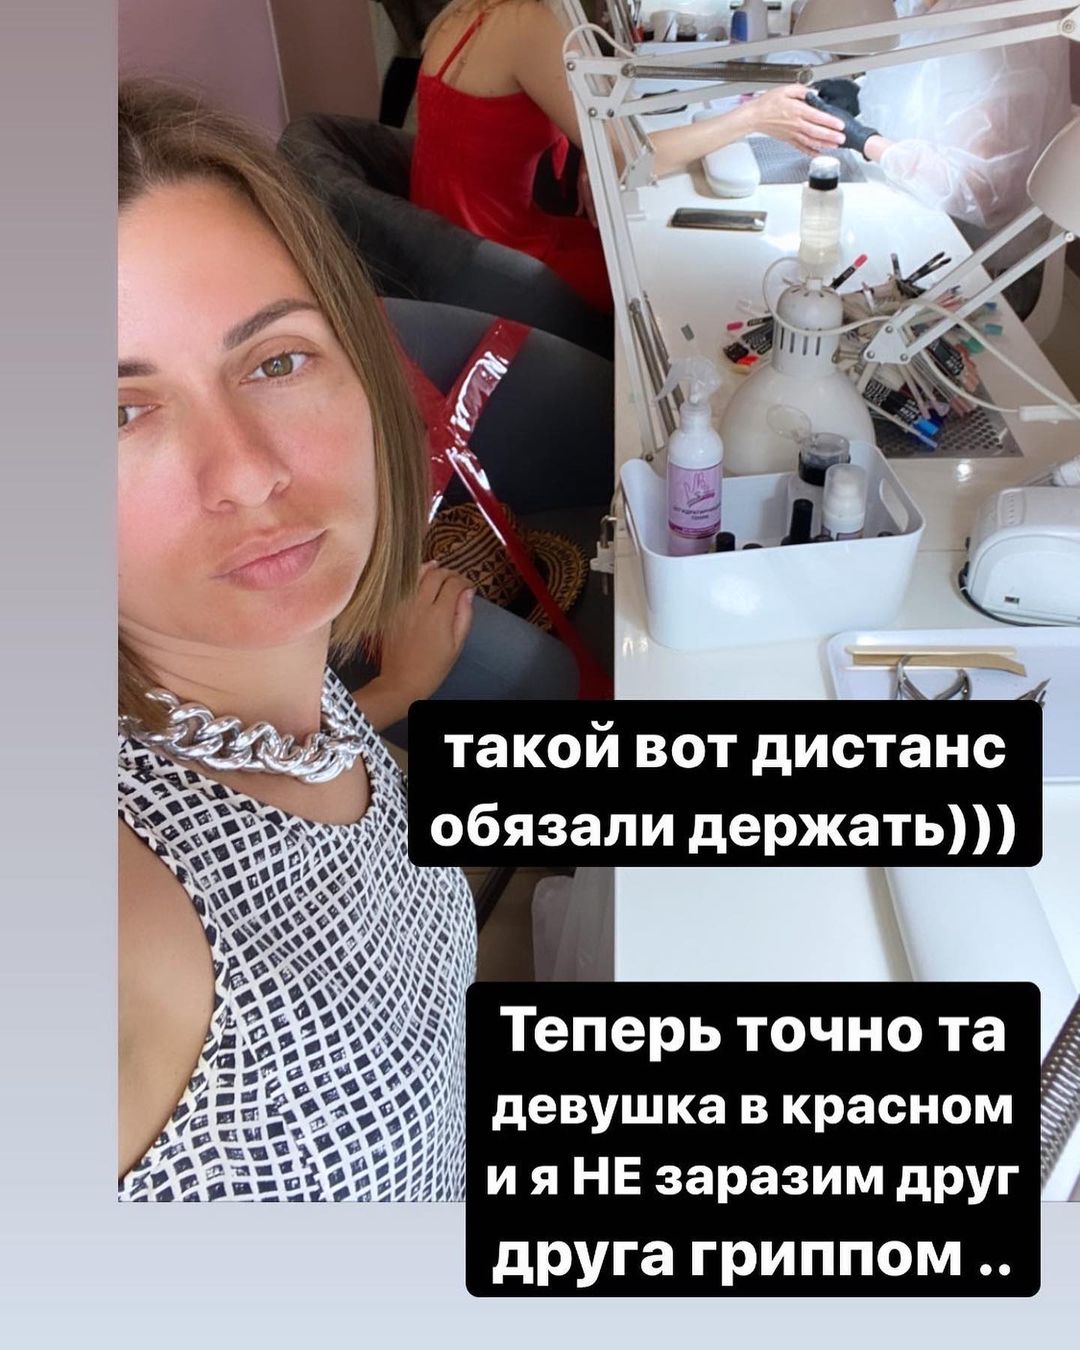 такой вот дистанс
обязали держать)))
Теперь точно та
девушка в красном
и я НЕ заразим друг
друга гриппом ..